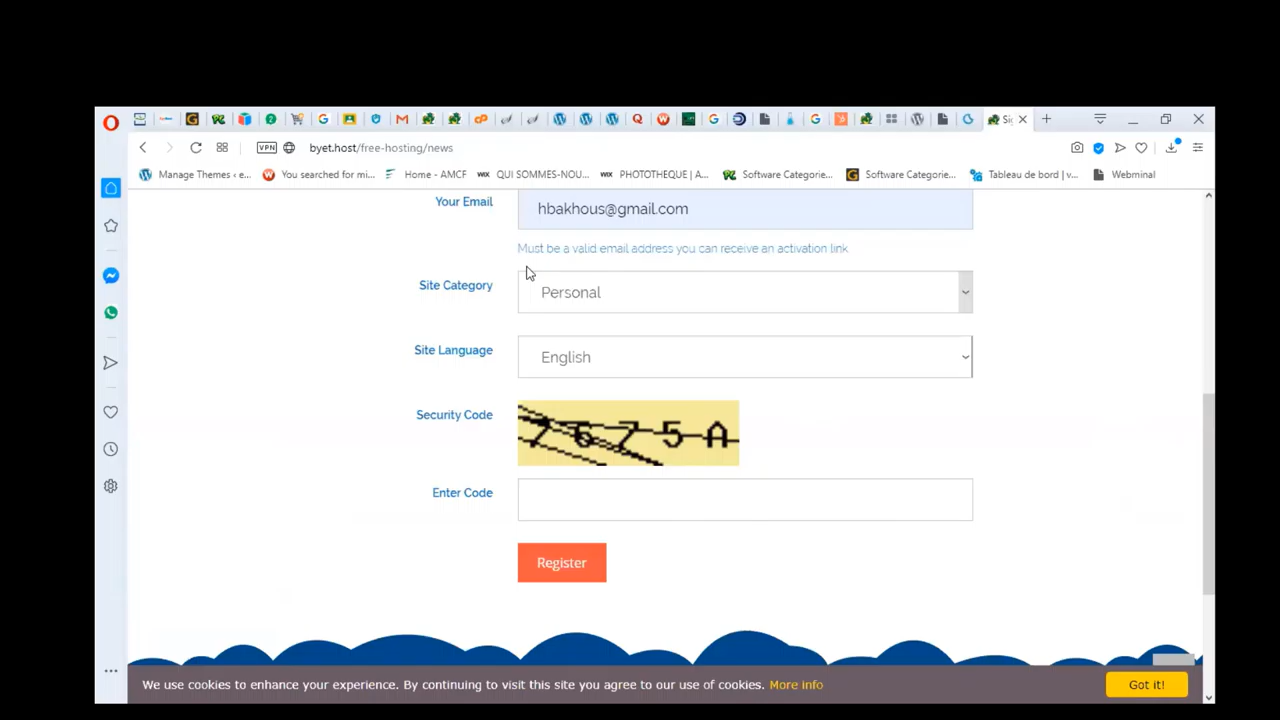 byet.host/free-hosting/news
VPN
Manage Themes ‹ e...
You searched for mi...
Home - AMCF
WIX QUI SOMMES-NOU...
WIX PHOTOTHEQUE | A...
Software Categorie...
Software Categorie...
Tableau de bord | v...
Webminal
Your Email
hbakhous@gmail.com
Must be a valid email address you can receive an activation link.
Site Category
Personal
Site Language
English
Security Code
7675A
Enter Code
Register
We use cookies to enhance your experience. By continuing to visit this site you agree to our use of cookies. More info
Got it!